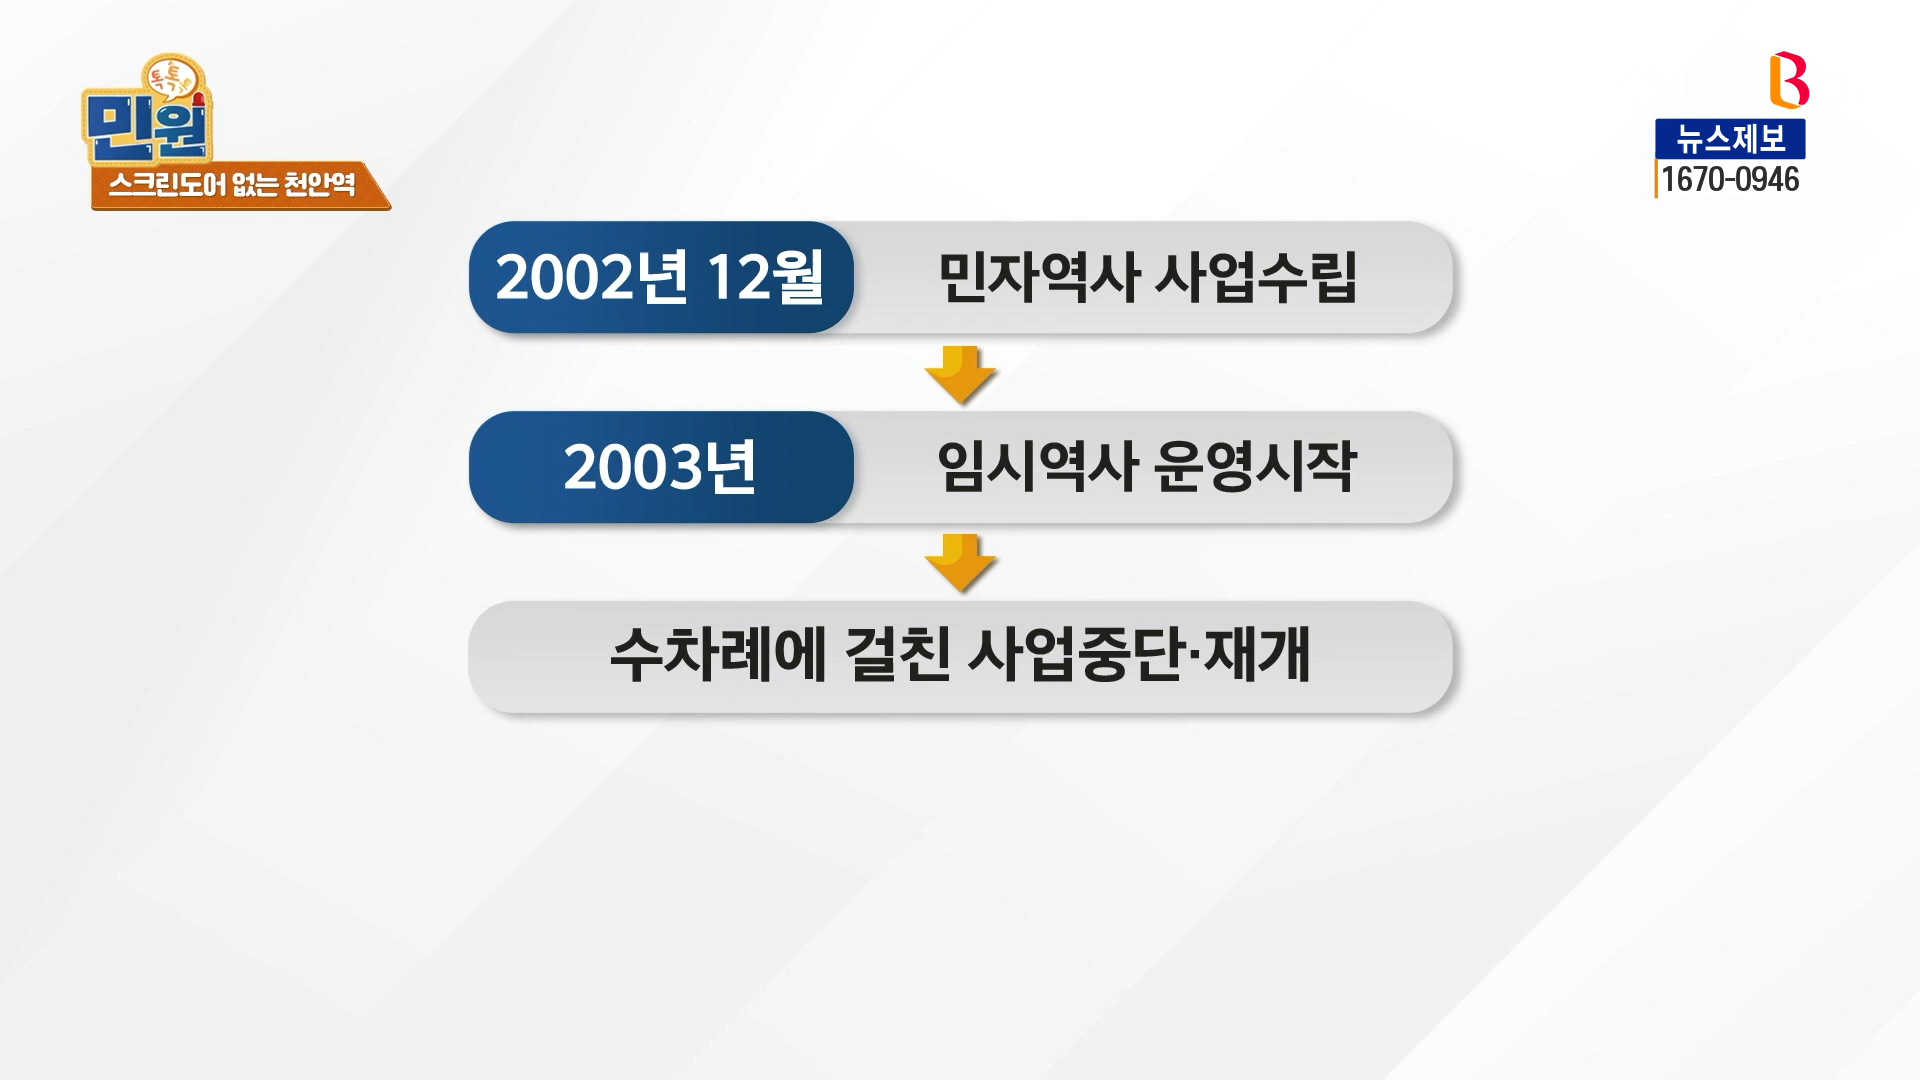 톡톡
민원
스크린도어 없는 천안역
B
뉴스제보
1670-0946
2002년 12월 민자역사 사업수립
2003년 임시역사 운영시작
수차례에 걸친 사업중단·재개